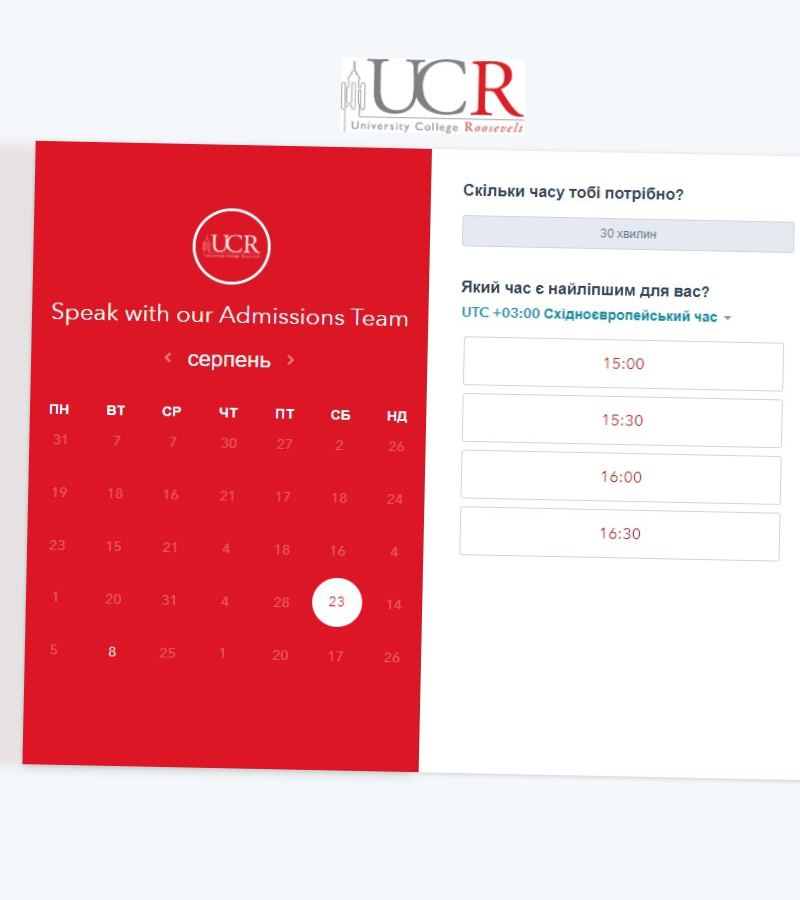 UCR
University College Roosevelt
UCR
University College Roosevelt
Speak with our Admissions Team
серпень
ПН ВТ СР ЧТ ПТ СБ НД
31 7 7 30 27 2 26
19 18 16 21 17 18 24
23 15 21 4 18 16 4
1 20 31 4 28 23 14
5 8 25 1 20 17 26
Скільки часу тобі потрібно?
30 хвилин
Який час є найліпшим для вас?
UTC +03:00 Східноєвропейський час
15:00
15:30
16:00
16:30